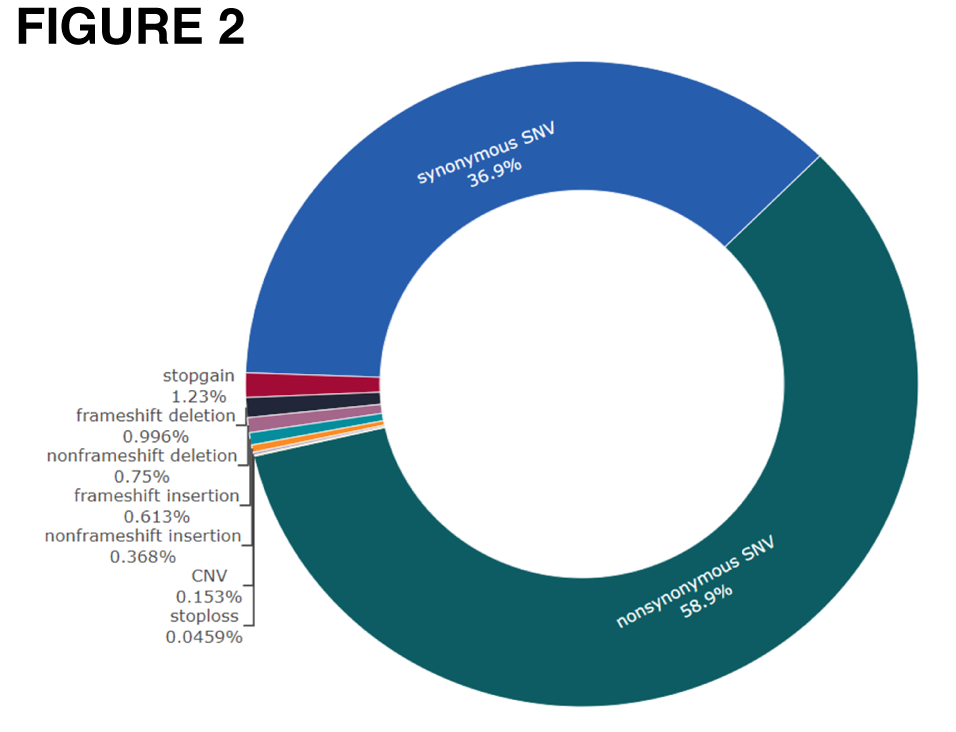 FIGURE 2
synonymous SNV
36.9%
stopgain
1.23%
frameshift deletion
0.996%
nonframeshift deletion
0.75%
frameshift insertion
0.613%
nonframeshift insertion
0.368%
CNV
0.153%
stoploss
0.0459%
nonsynonymous SNV
58.9%